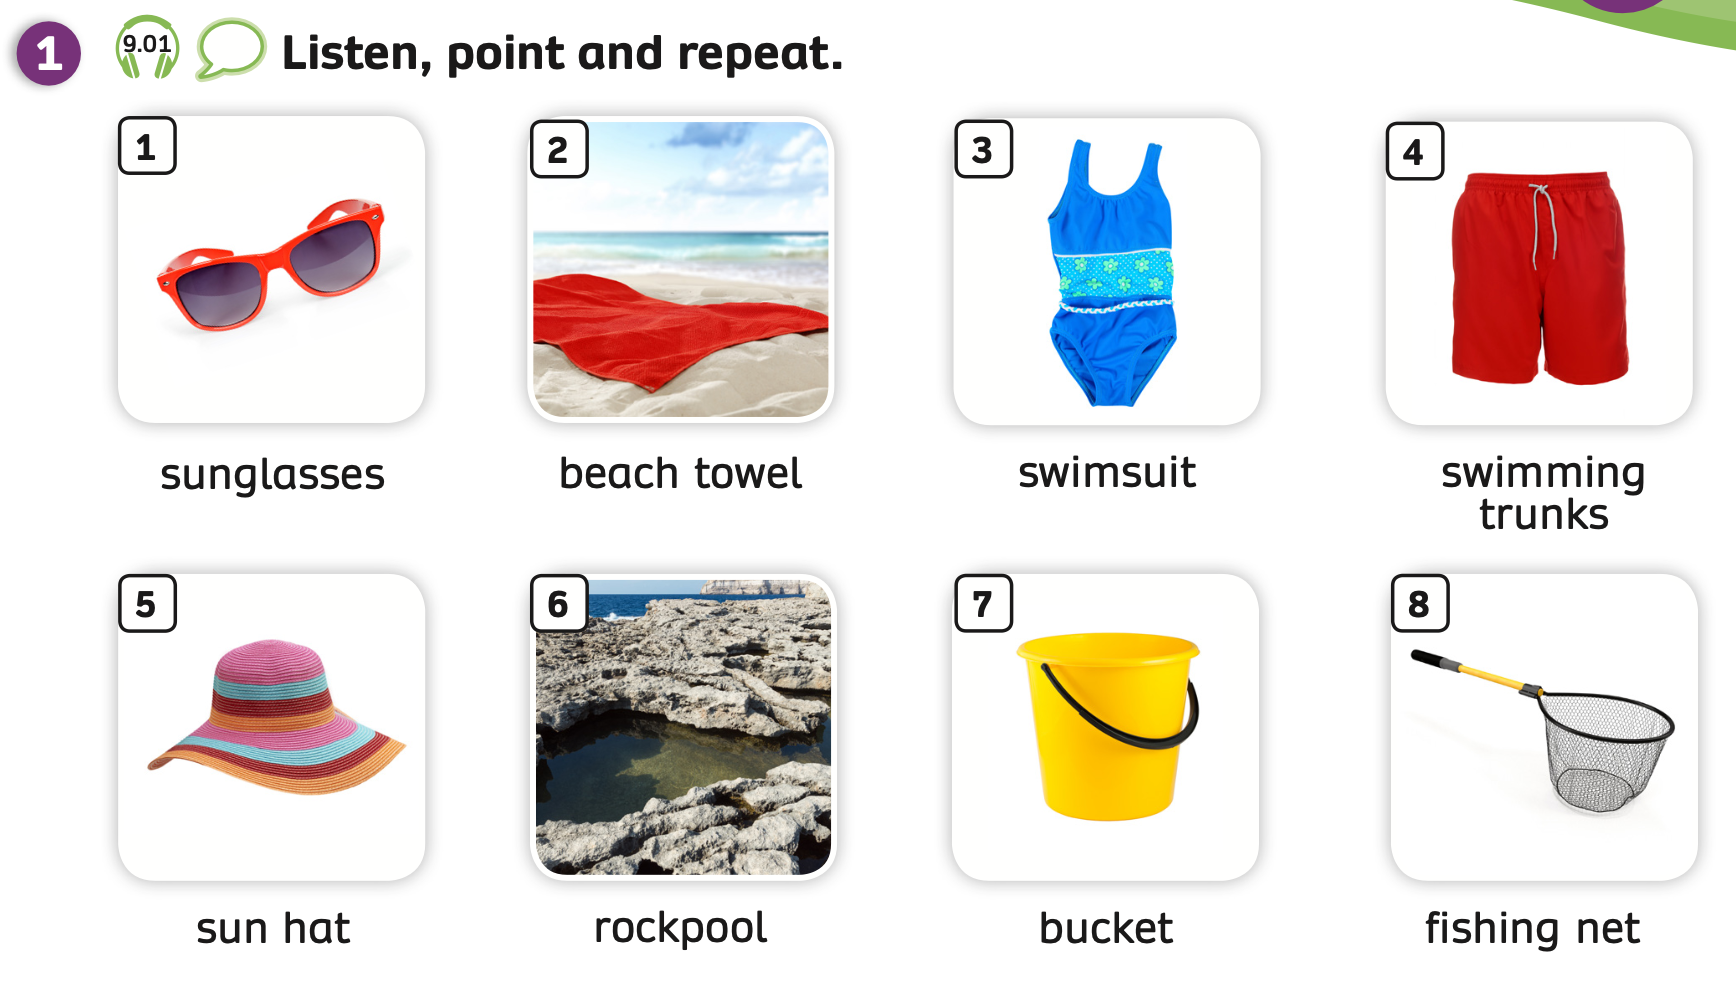 1 9.01 Listen, point and repeat.
1
2
3
4
sunglasses
beach towel
swimsuit
swimming
trunks
5
6
7
8
sun hat
rockpool
bucket
fishing net